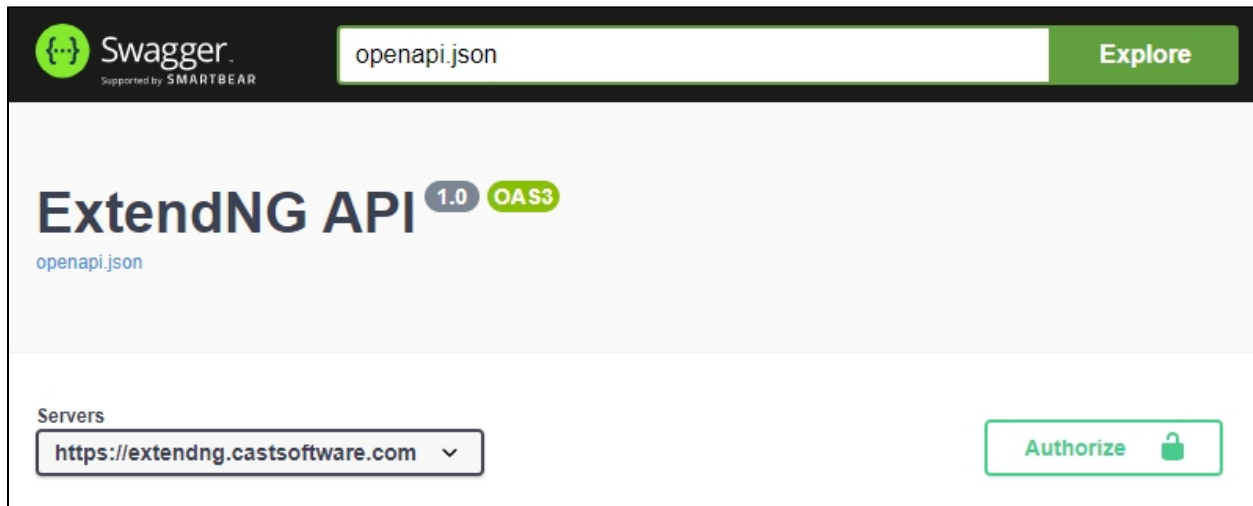 {···} Swagger.
Supported by SMARTBEAR
openapi.json
Explore
ExtendNG API 1.0 OAS3
openapi.json
Servers
https://extendng.castsoftware.com
Authorize